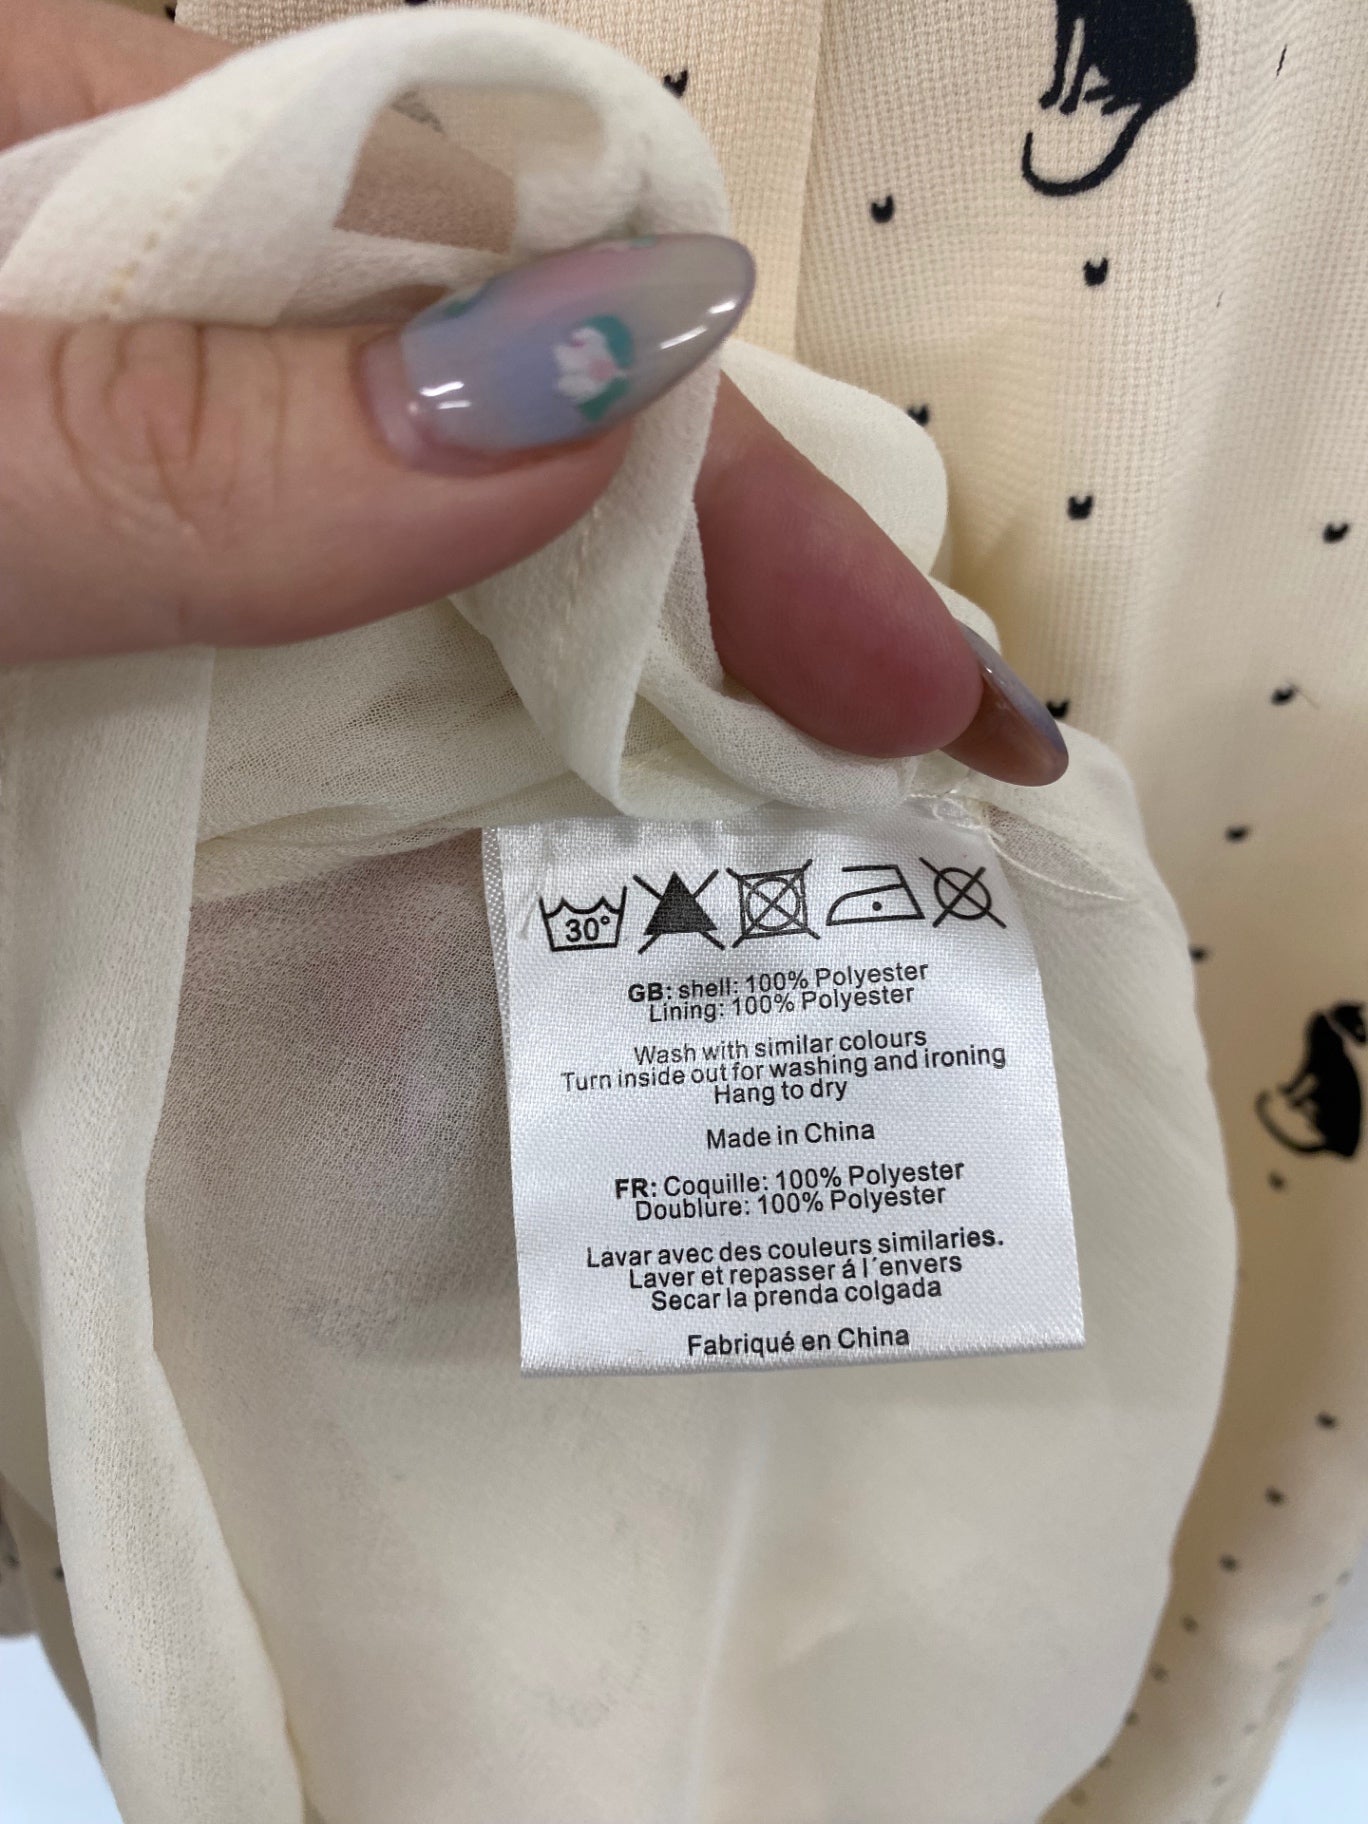 30°
GB: shell: 100% Polyester
Lining: 100% Polyester
Wash with similar colours
Turn inside out for washing and ironing
Hang to dry
Made in China
FR: Coquille: 100% Polyester
Doublure: 100% Polyester
Lavar avec des couleurs similaries.
Laver et repasser á l´envers
Secar la prenda colgada
Fabriqué en China